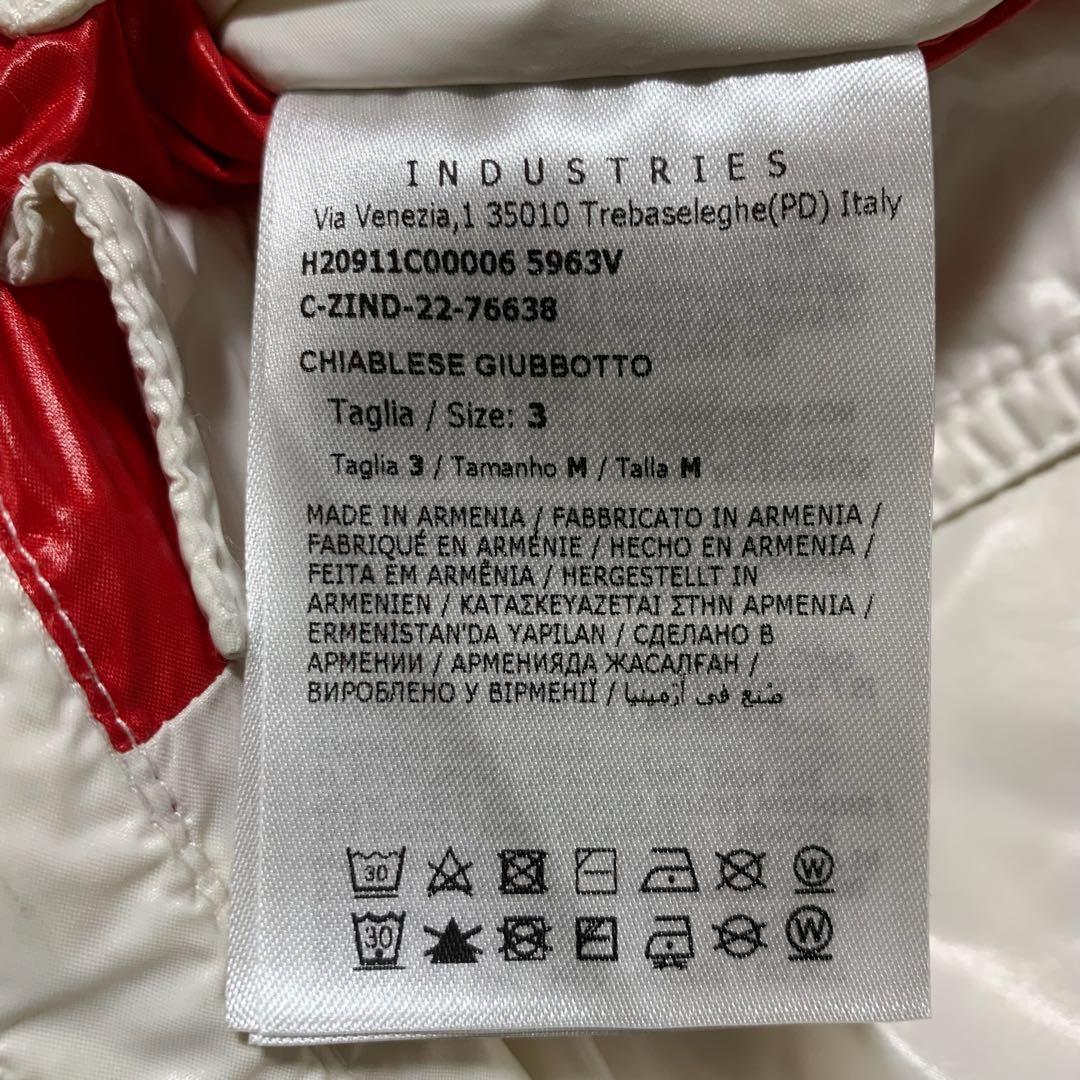 INDUSTRIES
Via Venezia,1 35010 Trebaseleghe(PD) Italy
H20911C00006 5963V
C-ZIND-22-76638
CHIABLESE GIUBBOTTO
Taglia / Size: 3
Taglia 3 / Tamanho M / Talla M
MADE IN ARMENIA / FABBRICATO IN ARMENIA /
FABRIQUÉ EN ARMÉNIE / HECHO EN ARMENIA /
FEITA EM ARMÊNIA / HERGESTELLT IN
ARMENIEN / ΚΑΤΑΣΚΕΥΑΖΕΤΑΙ ΣΤΗΝ ΑΡΜΕΝΙΑ /
ERMENİSTAN'DA YAPILAN / СДЕЛАНО В
АРМЕНИИ / АРМЕНИЯДА ЖАСАЛҒАН /
ВИРОБЛЕНО У ВІРМЕНІЇ / صُنع في أرمينيا
30 W
30 W